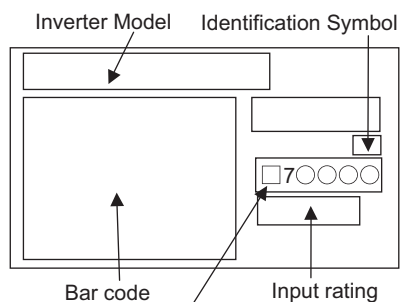 Inverter Model
Identification Symbol
□7○○○○
Bar code
Input rating